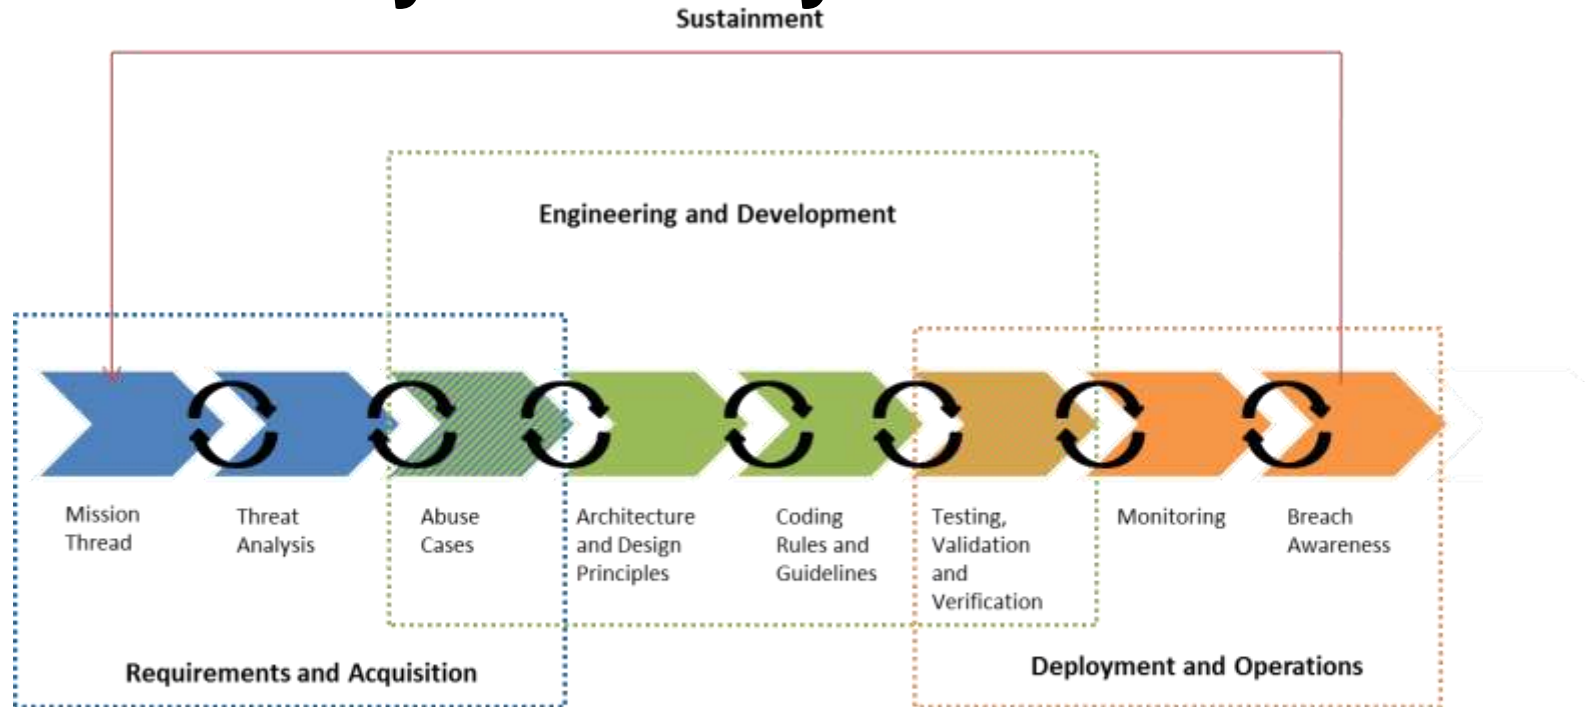 Sustainment
Engineering and Development
Mission
Thread
Threat
Analysis
Abuse
Cases
Architecture
and Design
Principles
Coding
Rules and
Guidelines
Testing,
Validation
and
Verification
Monitoring
Breach
Awareness
Requirements and Acquisition
Deployment and Operations